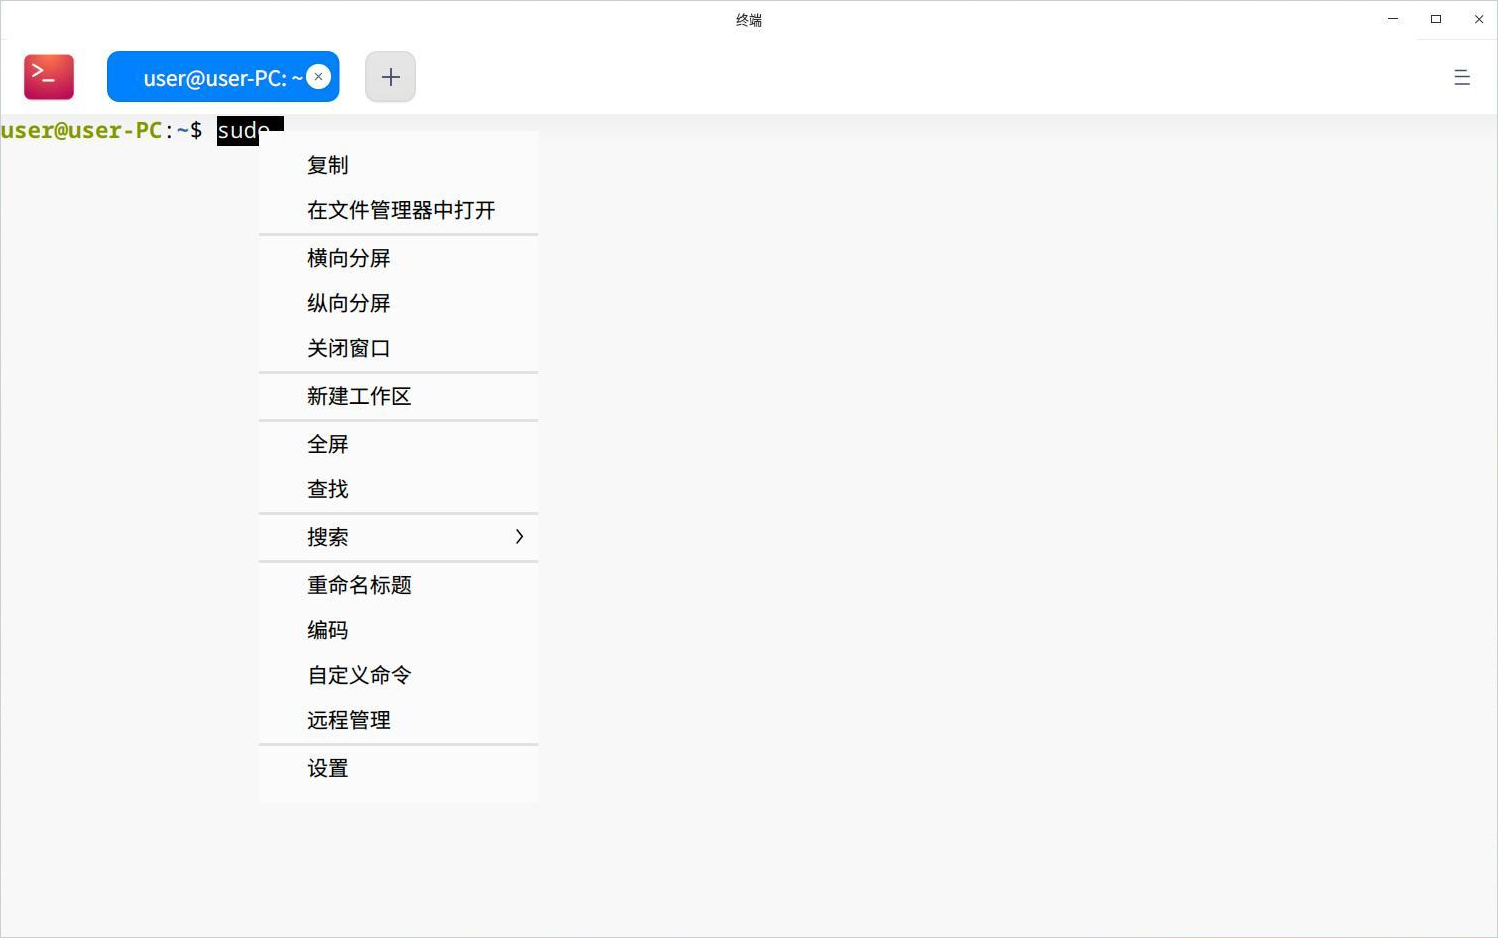 终端
user@user-PC: ~
user@user-PC:~$ sudo
复制
在文件管理器中打开
横向分屏
纵向分屏
关闭窗口
新建工作区
全屏
查找
搜索
重命名标题
编码
自定义命令
远程管理
设置